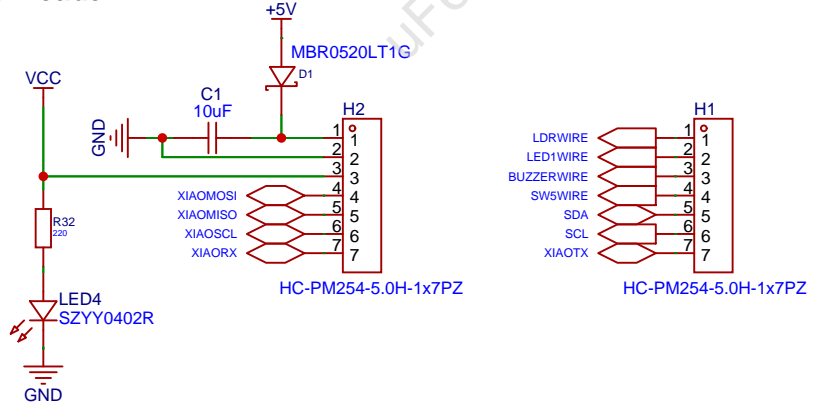 +5V
MBR0520LT1G
D1
VCC
C1
10uF
GND
H2
1 1
2 2
3 3
4 4
5 5
6 6
7 7
XIAOMOSI
XIAOMISO
XIAOSCL
XIAORX
HC-PM254-5.0H-1x7PZ
R32
220
LED4
SZYY0402R
GND
H1
LDRWIRE 1 1
LED1WIRE 2 2
BUZZERWIRE 3 3
SW5WIRE 4 4
SDA 5 5
SCL 6 6
XIAOTX 7 7
HC-PM254-5.0H-1x7PZ